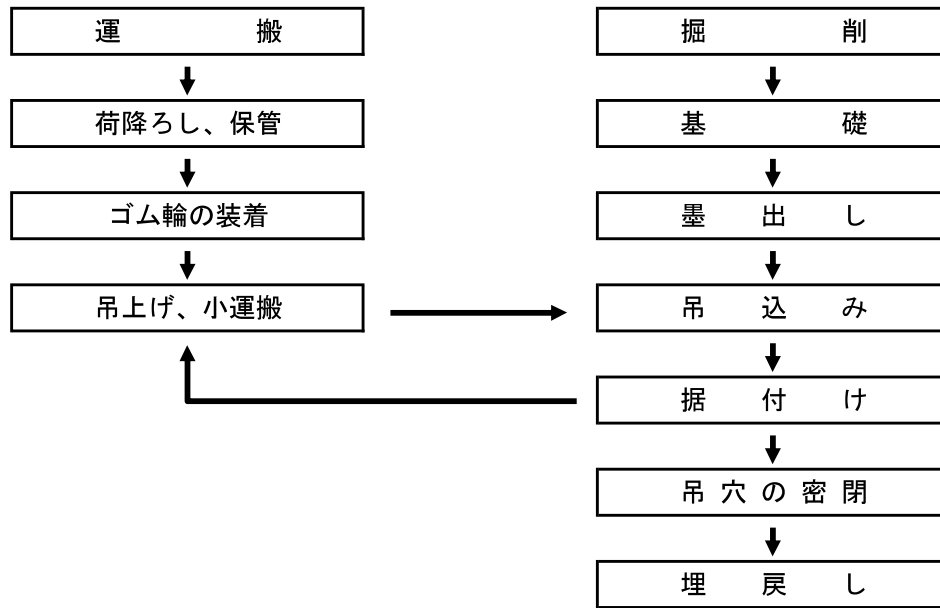 運搬
荷降ろし、保管
ゴム輪の装着
吊上げ、小運搬
掘削
基礎
墨出し
吊込み
据付け
吊穴の密閉
埋戻し